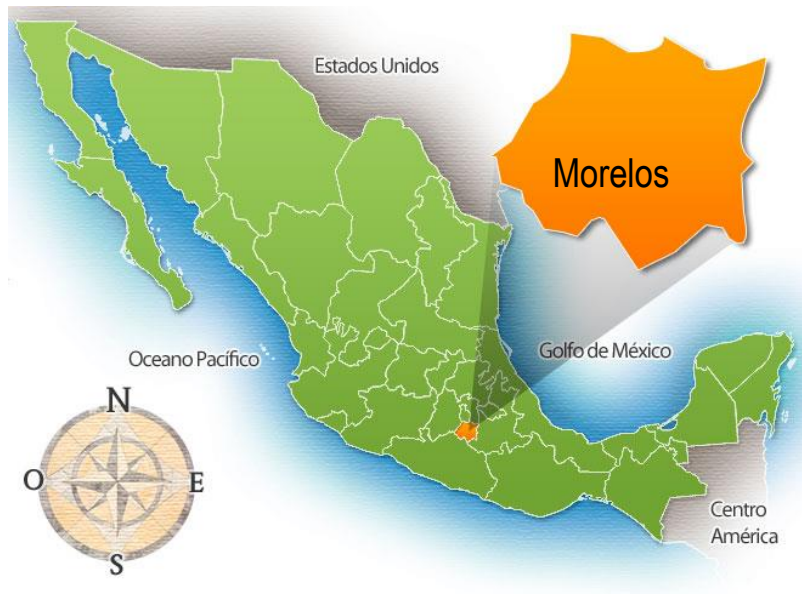 Estados Unidos
Morelos
Oceano Pacífico
Golfo de México
N
O
E
S
Centro
América